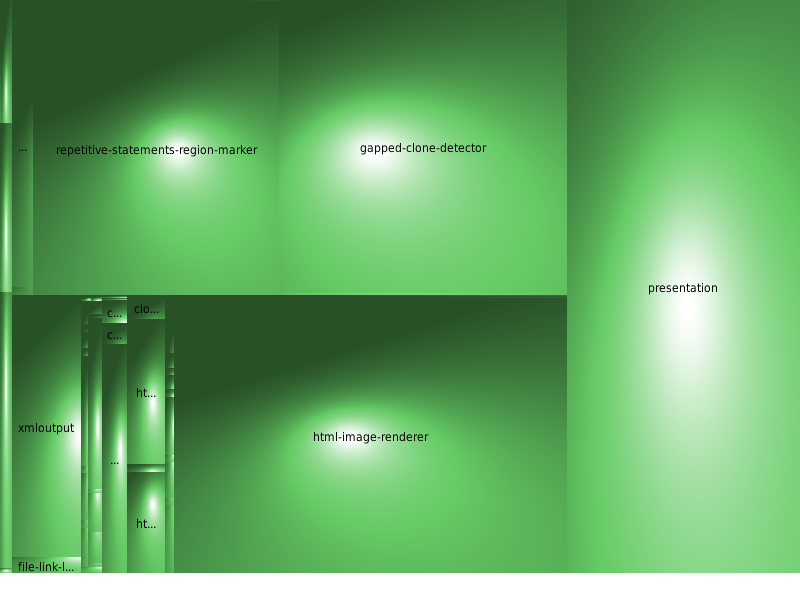 ...
repetitive-statements-region-marker
gapped-clone-detector
presentation
c...
clo...
c...
ht...
xmloutput
html-image-renderer
...
ht...
file-link-l...